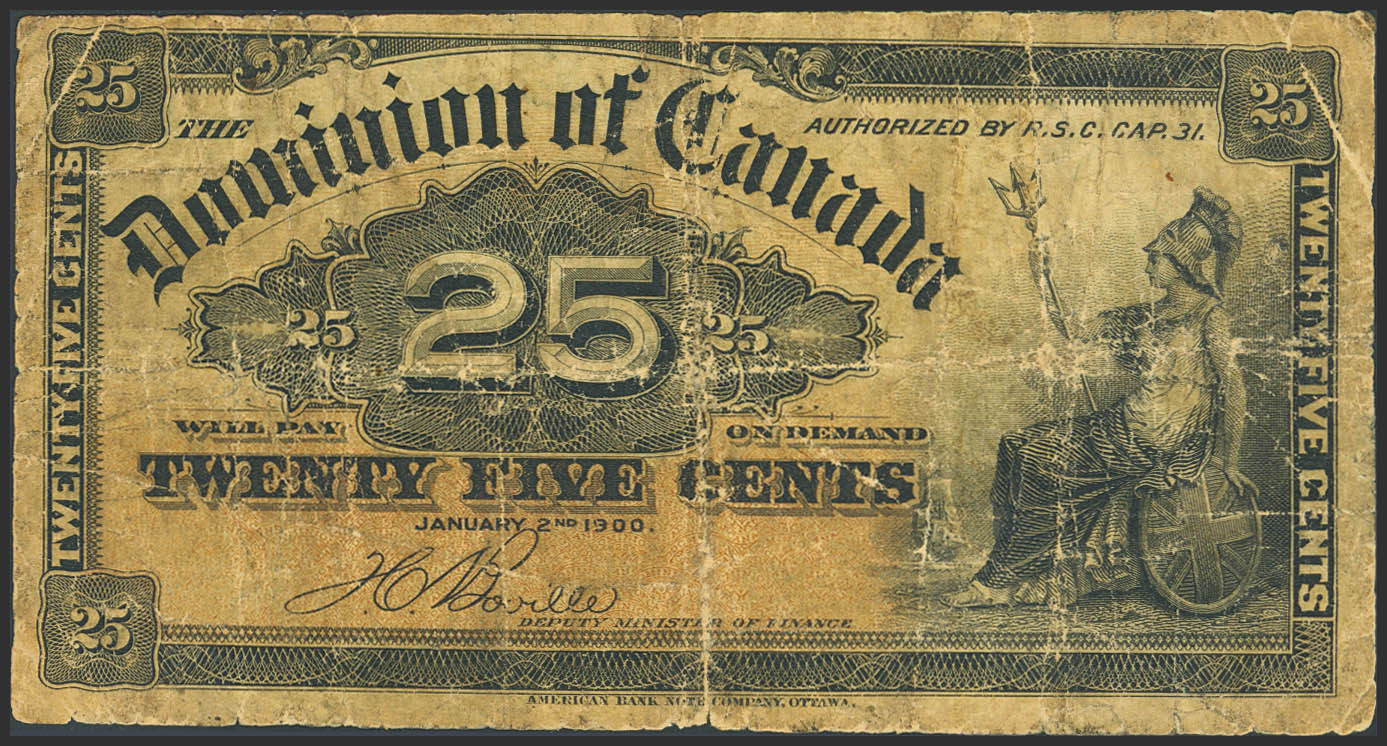 25
25
THE
Dominion of Canada
AUTHORIZED BY R.S.C. CAP. 31.
TWENTY FIVE CENTS
25
25
25
TWENTY FIVE CENTS
WILL PAY
ON DEMAND
TWENTY FIVE CENTS
JANUARY 2ND 1900.
J.C. Saville
DEPUTY MINISTER OF FINANCE
25
AMERICAN BANK NOTE COMPANY, OTTAWA.